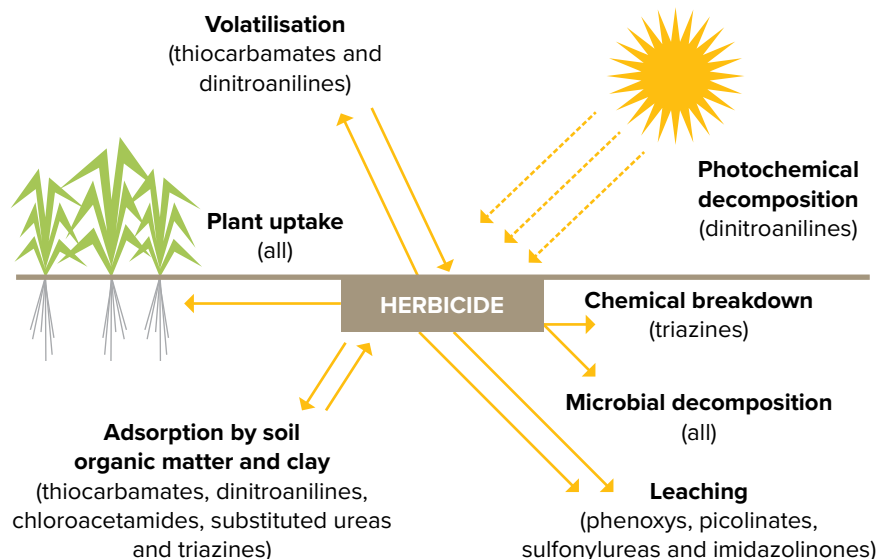 Volatilisation
(thiocarbamates and
dinitroanilines)
Photochemical
decomposition
(dinitroanilines)
Plant uptake
(all)
HERBICIDE
Chemical breakdown
(triazines)
Microbial decomposition
(all)
Adsorption by soil
organic matter and clay
(thiocarbamates, dinitroanilines,
chloroacetamides, substituted ureas
and triazines)
Leaching
(phenoxys, picolinates,
sulfonylureas and imidazolinones)